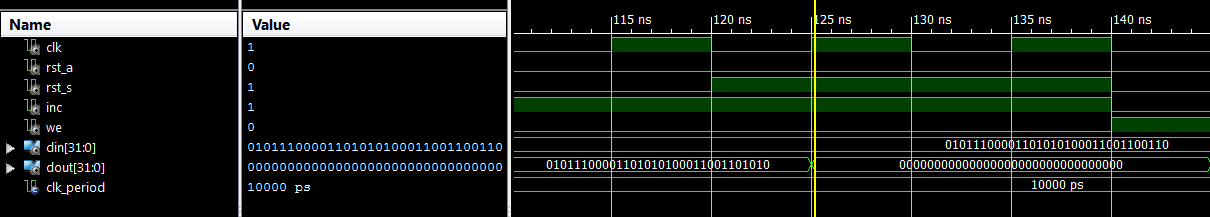 Name Value 115 ns 120 ns 125 ns 130 ns 135 ns 140 ns
clk 1
rst_a 0
rst_s 1
inc 1
we 0
din[31:0] 01011100001101010100011001100110 01011100001101010100011001100110
dout[31:0] 00000000000000000000000000000000 01011100001101010100011001101010 00000000000000000000000000000000
clk_period 10000 ps 10000 ps